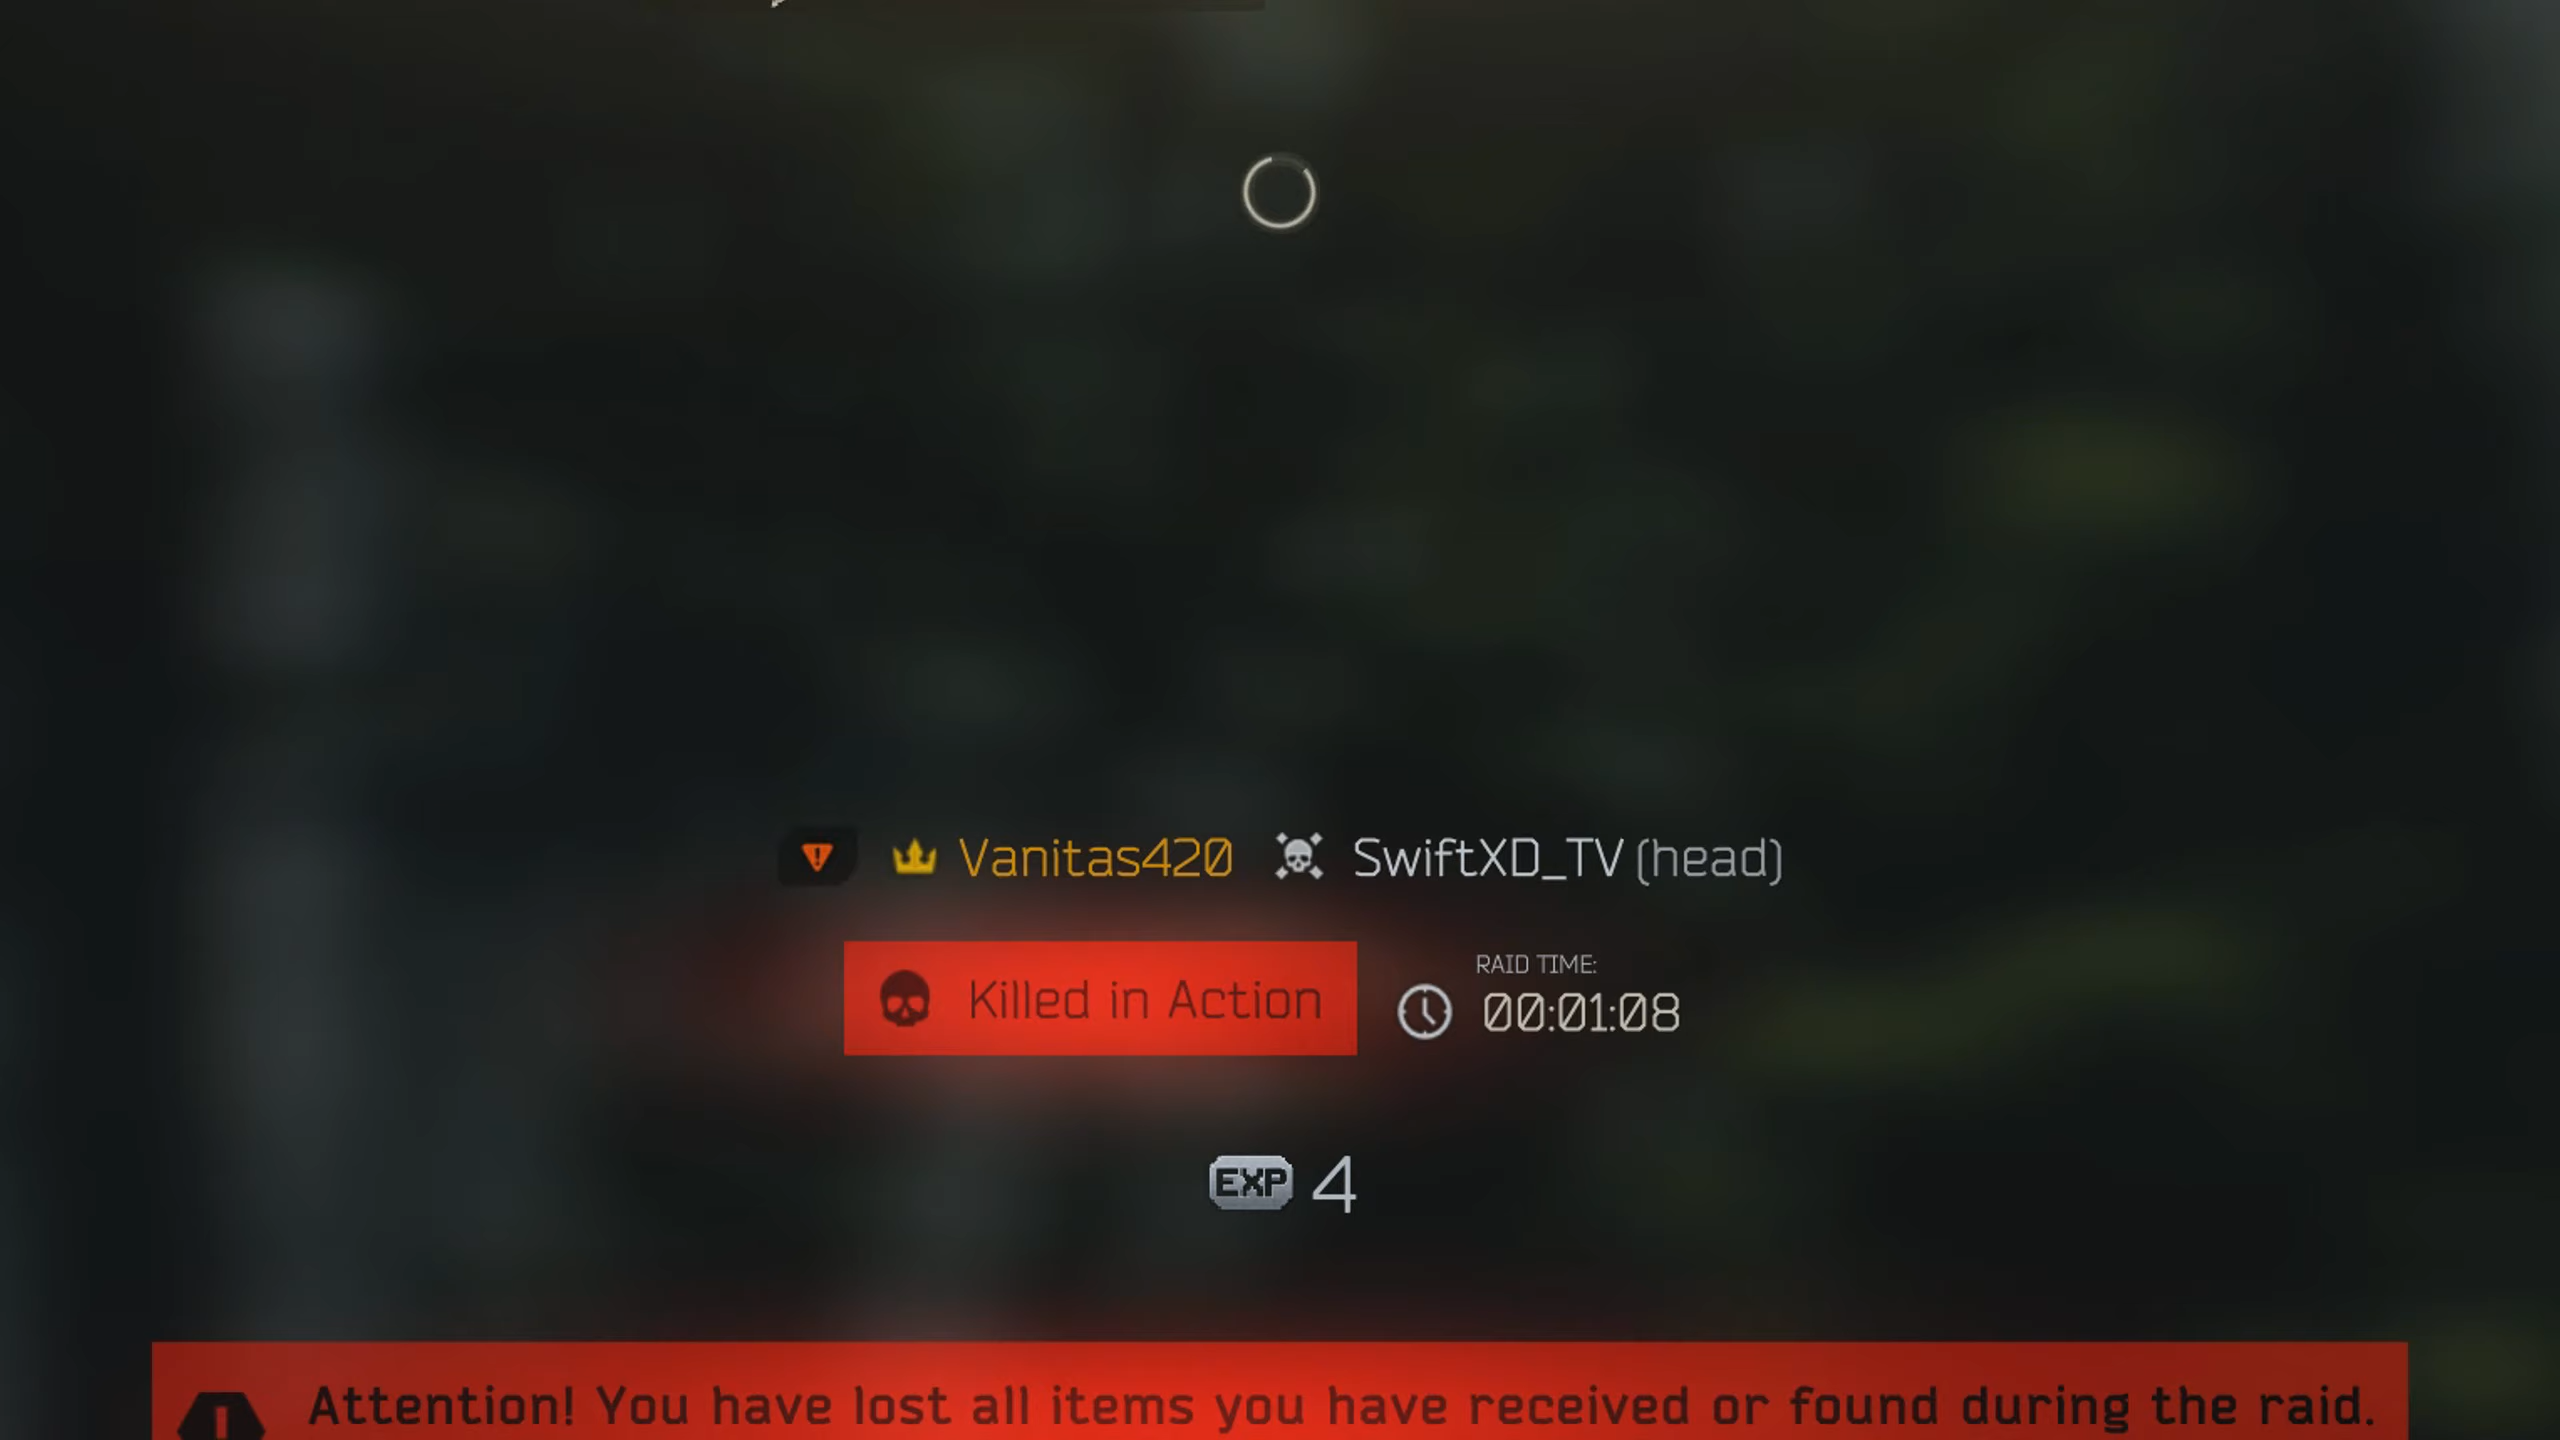 Vanitas420 SwiftXD_TV (head)
Killed in Action
RAID TIME:
00:01:08
EXP 4
Attention! You have lost all items you have received or found during the raid.